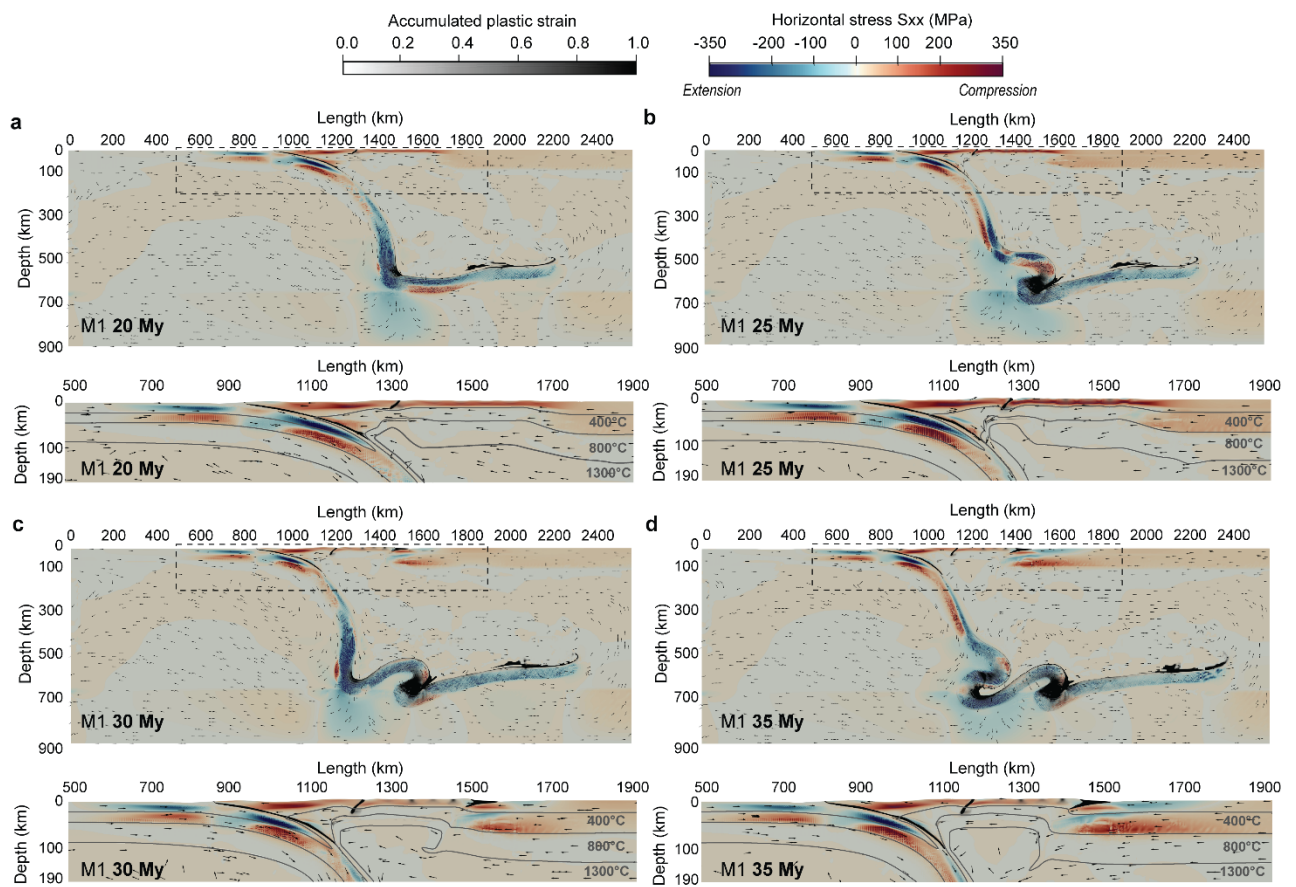 Accumulated plastic strain
0.0 0.2 0.4 0.6 0.8 1.0
Horizontal stress Sxx (MPa)
-350 -200 -100 0 100 200 350
Extension Compression
a
Length (km)
0 200 400 600 800 1000 1200 1400 1600 1800 2000 2200 2400
Depth (km)
0
100
300
500
700
900
M1 20 My
Length (km)
500 700 900 1100 1300 1500 1700 1900
Depth (km)
0
100
190
400°C
800°C
1300°C
M1 20 My
b
Length (km)
0 200 400 600 800 1000 1200 1400 1600 1800 2000 2200 2400
Depth (km)
0
100
300
500
700
900
M1 25 My
Length (km)
500 700 900 1100 1300 1500 1700 1900
Depth (km)
0
100
190
400°C
800°C
1300°C
M1 25 My
c
Length (km)
0 200 400 600 800 1000 1200 1400 1600 1800 2000 2200 2400
Depth (km)
0
100
300
500
700
900
M1 30 My
Length (km)
500 700 900 1100 1300 1500 1700 1900
Depth (km)
0
100
190
400°C
800°C
1300°C
M1 30 My
d
Length (km)
0 200 400 600 800 1000 1200 1400 1600 1800 2000 2200 2400
Depth (km)
0
100
300
500
700
900
M1 35 My
Length (km)
500 700 900 1100 1300 1500 1700 1900
Depth (km)
0
100
190
400°C
800°C
1300°C
M1 35 My